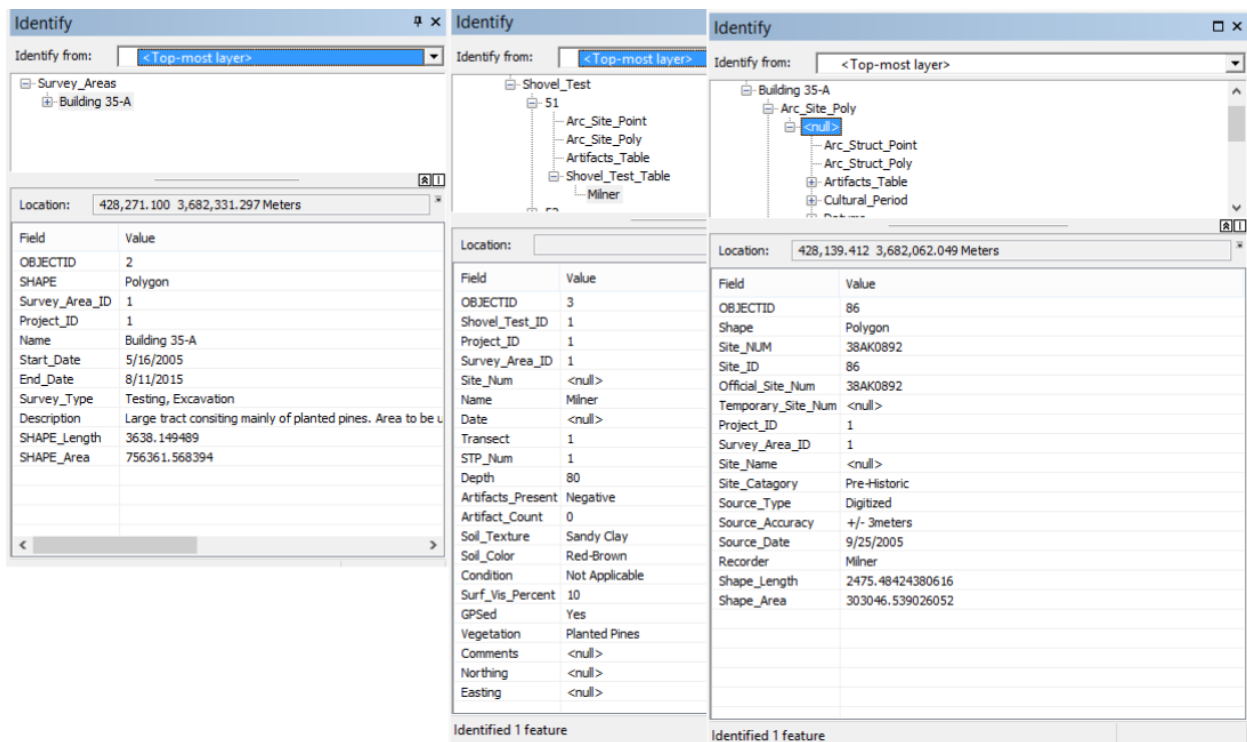 Identify
Identify from: <Top-most layer>
Survey_Areas
Building 35-A
Location: 428,271.100 3,682,331.297 Meters
Field Value
OBJECTID 2
SHAPE Polygon
Survey_Area_ID 1
Project_ID 1
Name Building 35-A
Start_Date 5/16/2005
End_Date 8/11/2015
Survey_Type Testing, Excavation
Description Large tract consiting mainly of planted pines. Area to be u
SHAPE_Length 3638.149489
SHAPE_Area 756361.568394
Identify
Identify from: <Top-most layer>
Shovel_Test
51
Arc_Site_Point
Arc_Site_Poly
Artifacts_Table
Shovel_Test_Table
Milner
Location:
Field Value
OBJECTID 3
Shovel_Test_ID 1
Project_ID 1
Survey_Area_ID 1
Site_Num <null>
Name Milner
Date <null>
Transect 1
STP_Num 1
Depth 80
Artifacts_Present Negative
Artifact_Count 0
Soil_Texture Sandy Clay
Soil_Color Red-Brown
Condition Not Applicable
Surf_Vis_Percent 10
GPSed Yes
Vegetation Planted Pines
Comments <null>
Northing <null>
Easting <null>
Identified 1 feature
Identify
Identify from: <Top-most layer>
Building 35-A
Arc_Site_Poly
<null>
Arc_Struct_Point
Arc_Struct_Poly
Artifacts_Table
Cultural_Period
Location: 428,139.412 3,682,062.049 Meters
Field Value
OBJECTID 86
Shape Polygon
Site_NUM 38AK0892
Site_ID 86
Official_Site_Num 38AK0892
Temporary_Site_Num <null>
Project_ID 1
Survey_Area_ID 1
Site_Name <null>
Site_Catagory Pre-Historic
Source_Type Digitized
Source_Accuracy +/- 3meters
Source_Date 9/25/2005
Recorder Milner
Shape_Length 2475.48424380616
Shape_Area 303046.539026052
Identified 1 feature